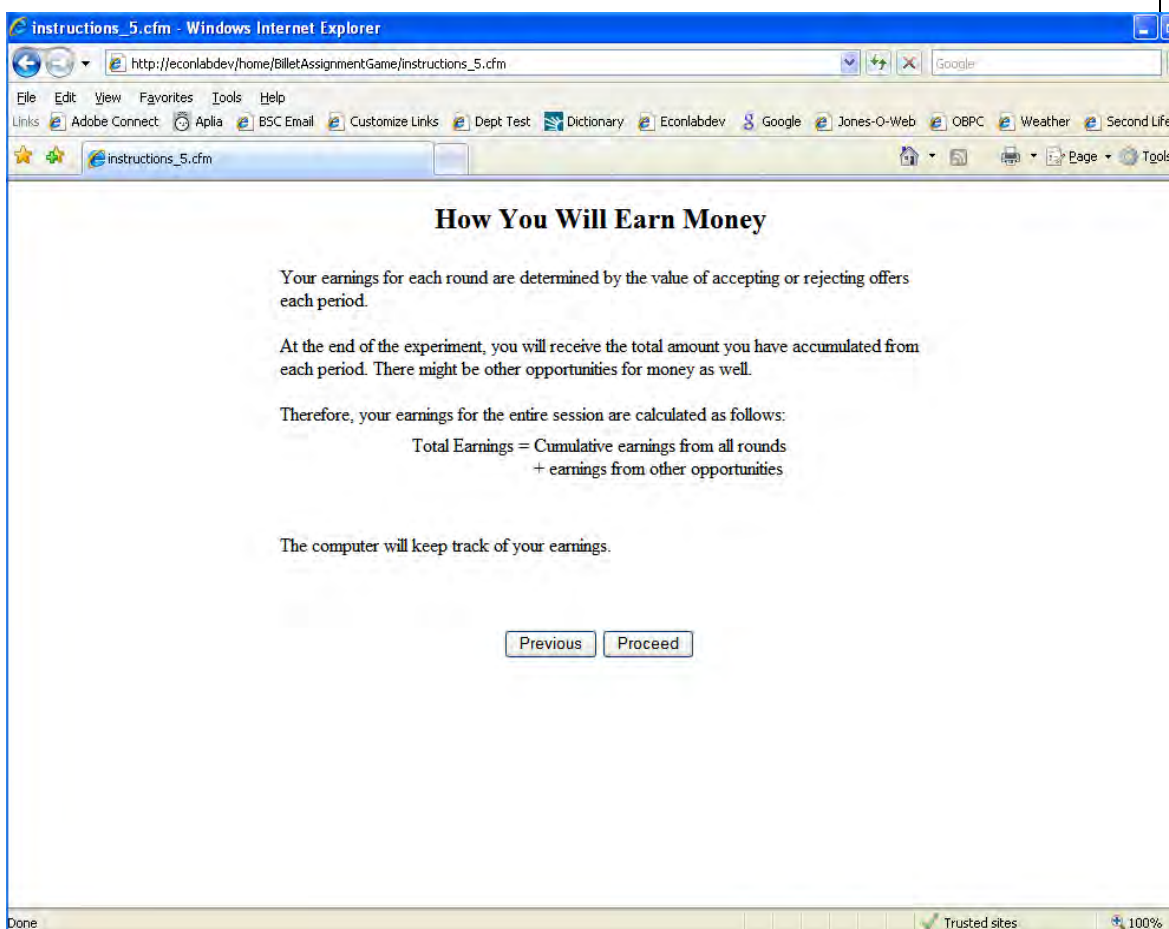 instructions_5.cfm - Windows Internet Explorer
http://econlabdev/home/BilletAssignmentGame/instructions_5.cfm Google
File Edit View Favorites Tools Help
Links Adobe Connect Aplia BSC Email Customize Links Dept Test Dictionary Econlabdev Google Jones-O-Web OBPC Weather Second Life
instructions_5.cfm Page Tools
How You Will Earn Money
Your earnings for each round are determined by the value of accepting or rejecting offers
each period.
At the end of the experiment, you will receive the total amount you have accumulated from
each period. There might be other opportunities for money as well.
Therefore, your earnings for the entire session are calculated as follows:
Total Earnings = Cumulative earnings from all rounds
+ earnings from other opportunities
The computer will keep track of your earnings.
Previous Proceed
Done Trusted sites 100%